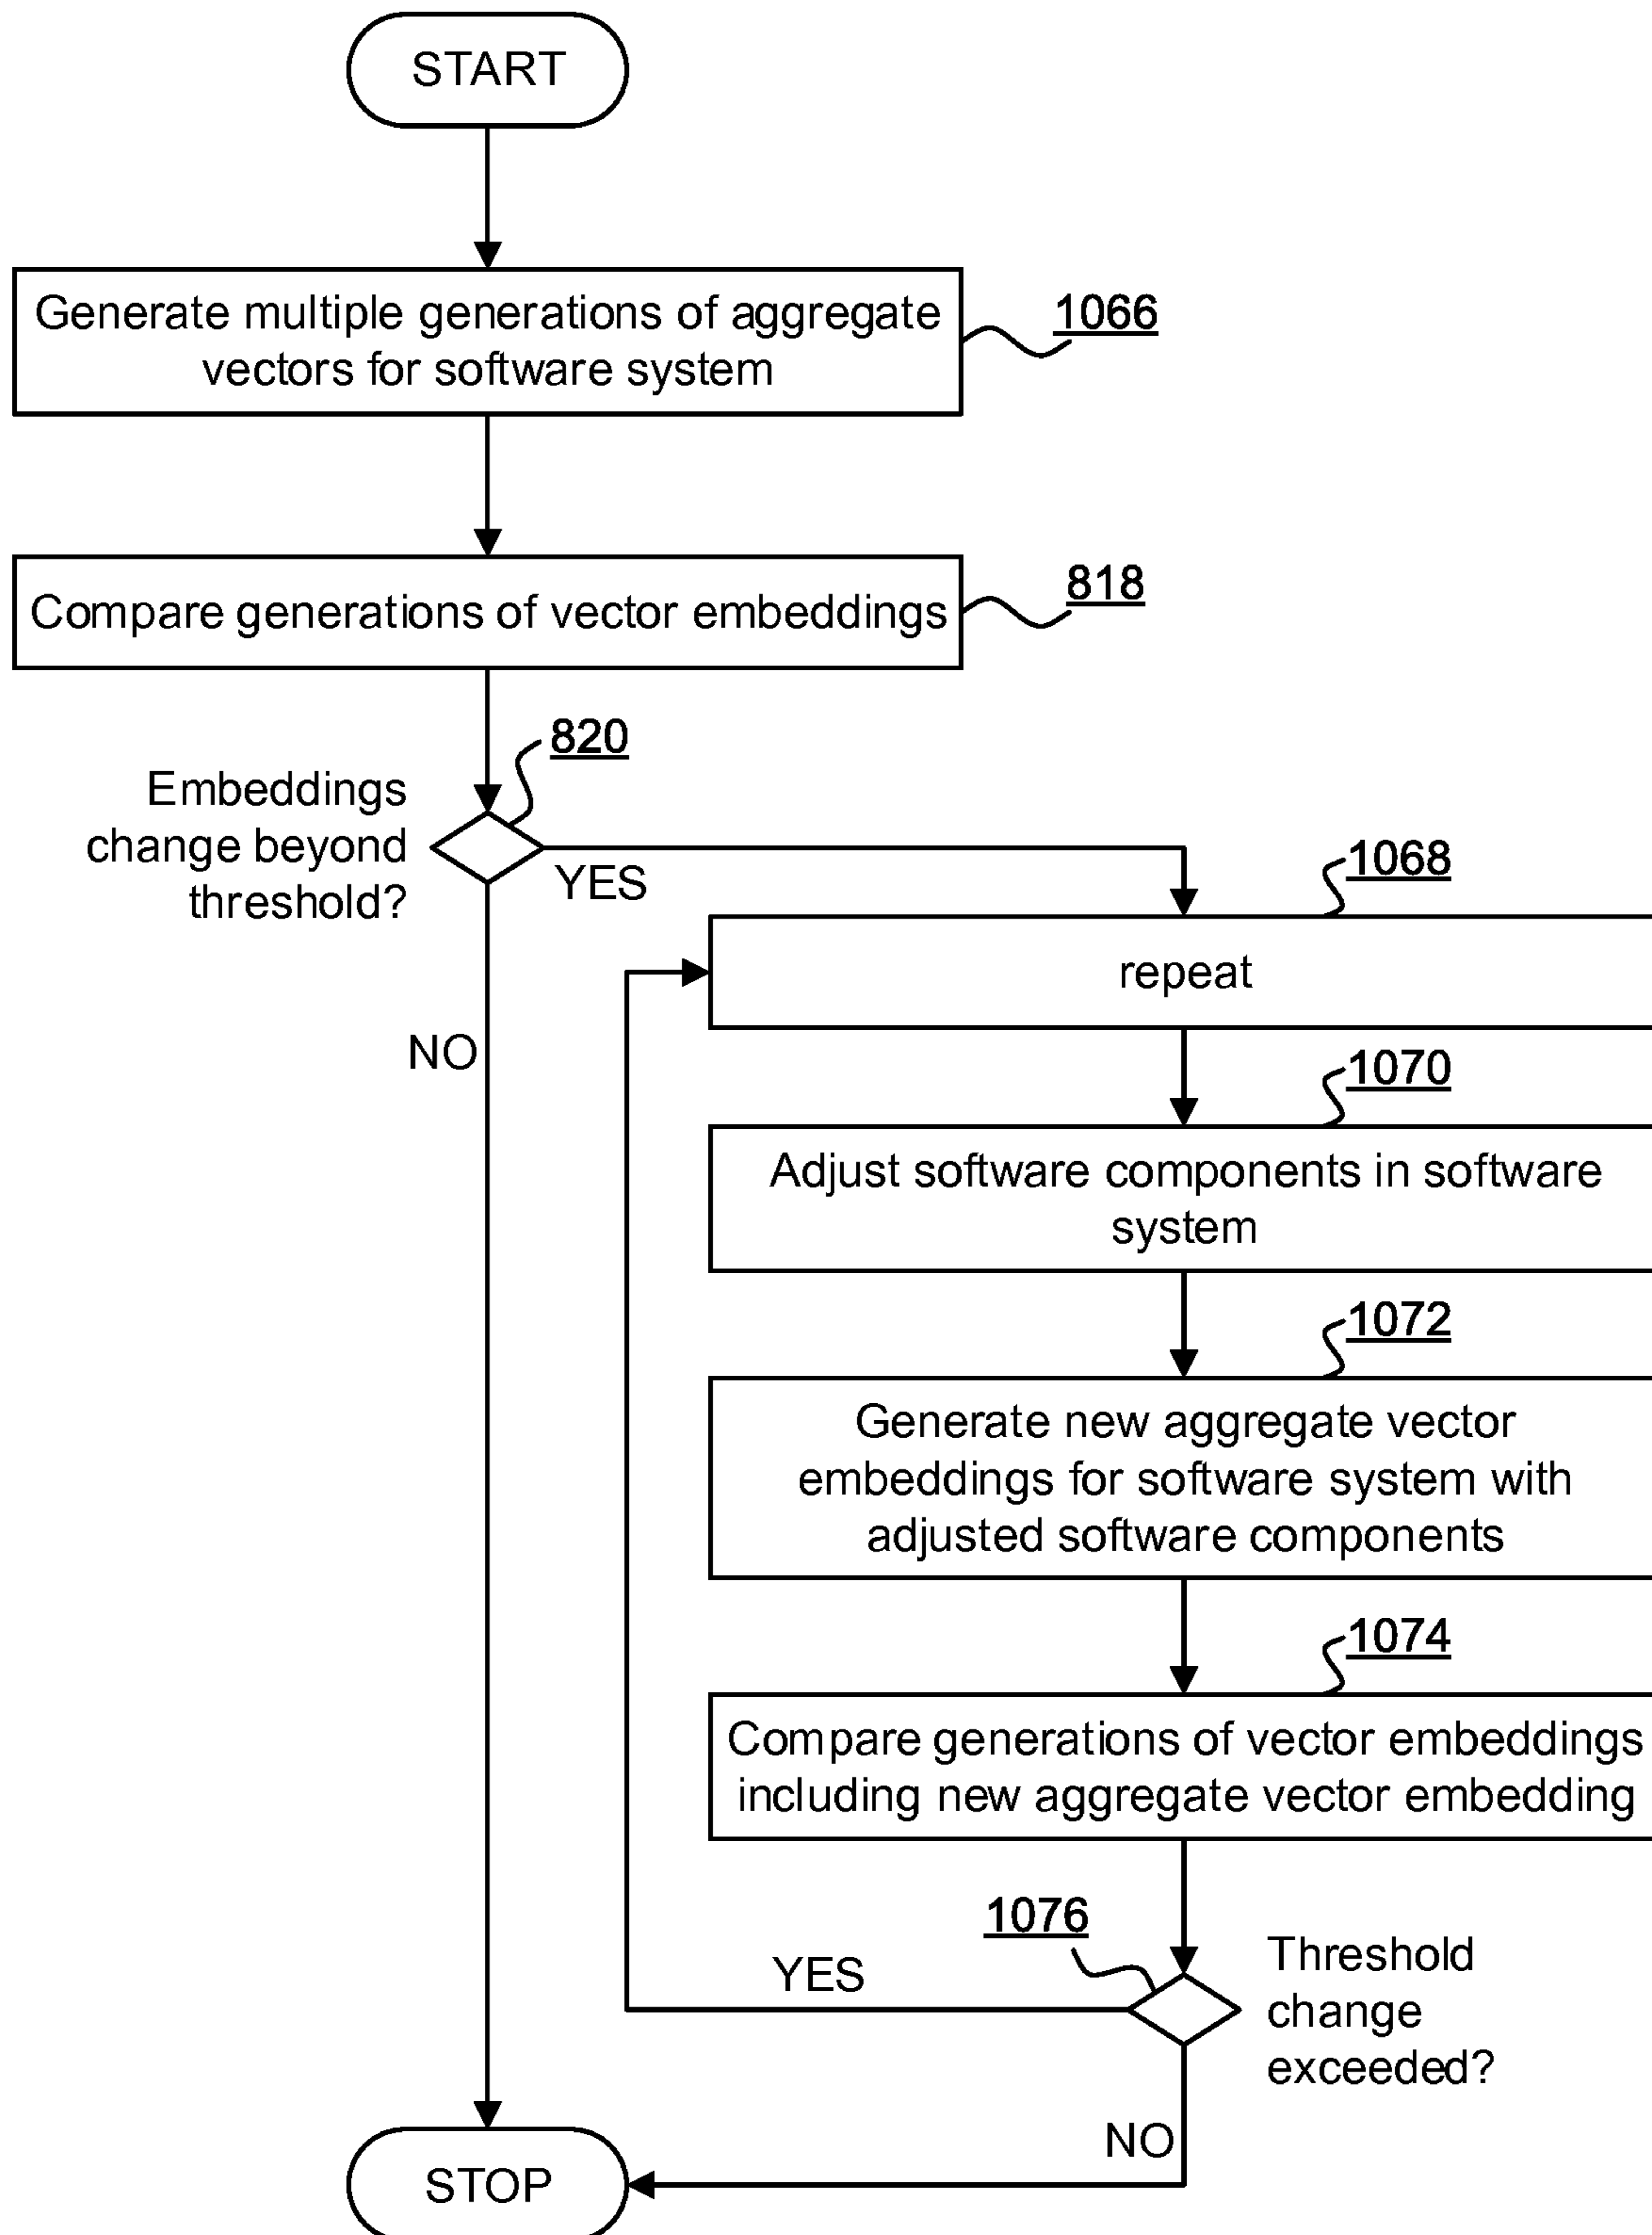 START
Generate multiple generations of aggregate
vectors for software system
1066
Compare generations of vector embeddings
818
820
Embeddings
change beyond
threshold?
YES
NO
1068
repeat
1070
Adjust software components in software
system
1072
Generate new aggregate vector
embeddings for software system with
adjusted software components
1074
Compare generations of vector embeddings
including new aggregate vector embedding
1076
Threshold
change
exceeded?
YES
NO
STOP